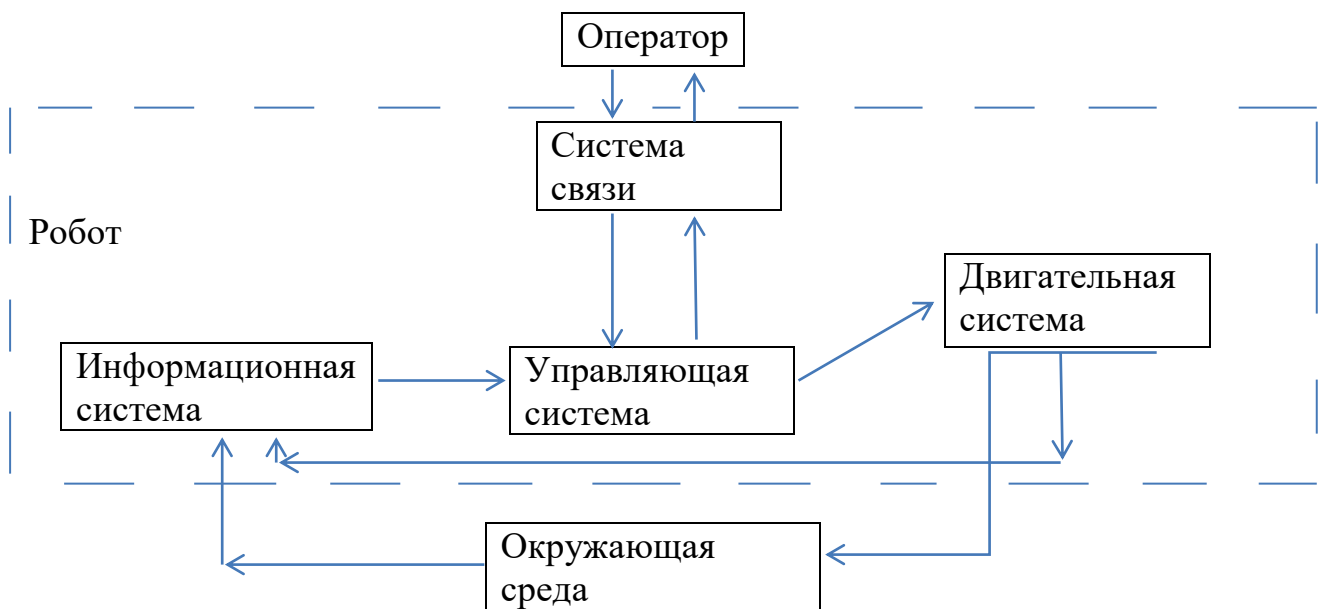 Оператор
Система
связи
Робот
Двигательная
система
Информационная
система
Управляющая
система
Окружающая
среда